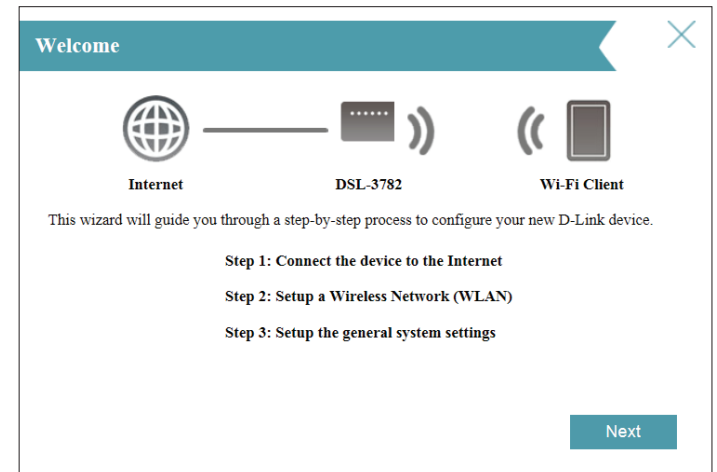 Welcome
Internet
DSL-3782
Wi-Fi Client
This wizard will guide you through a step-by-step process to configure your new D-Link device.
Step 1: Connect the device to the Internet
Step 2: Setup a Wireless Network (WLAN)
Step 3: Setup the general system settings
Next